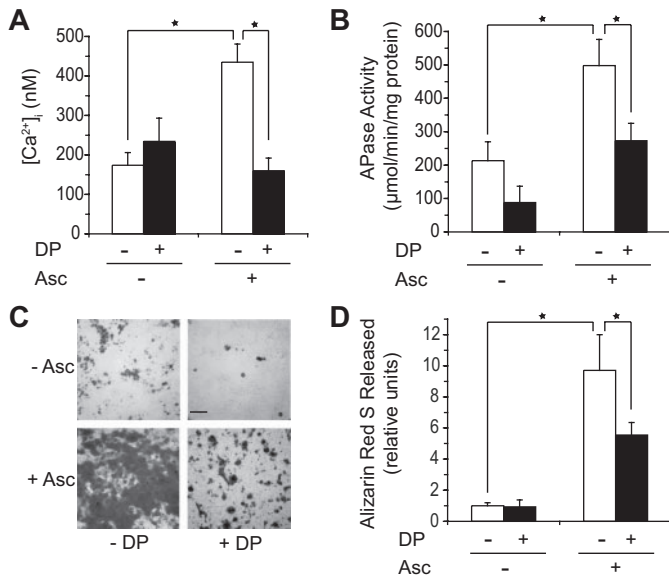 A
[Ca²⁺]ᵢ (nM)
500
400
300
200
100
0
DP
- + - +
Asc
- +
B
APase Activity
(μmol/min/mg protein)
600
500
400
300
200
100
0
DP
- + - +
Asc
- +
C
- Asc
+ Asc
- DP + DP
D
Alizarin Red S Released
(relative units)
12
10
8
6
4
2
0
DP
- + - +
Asc
- +